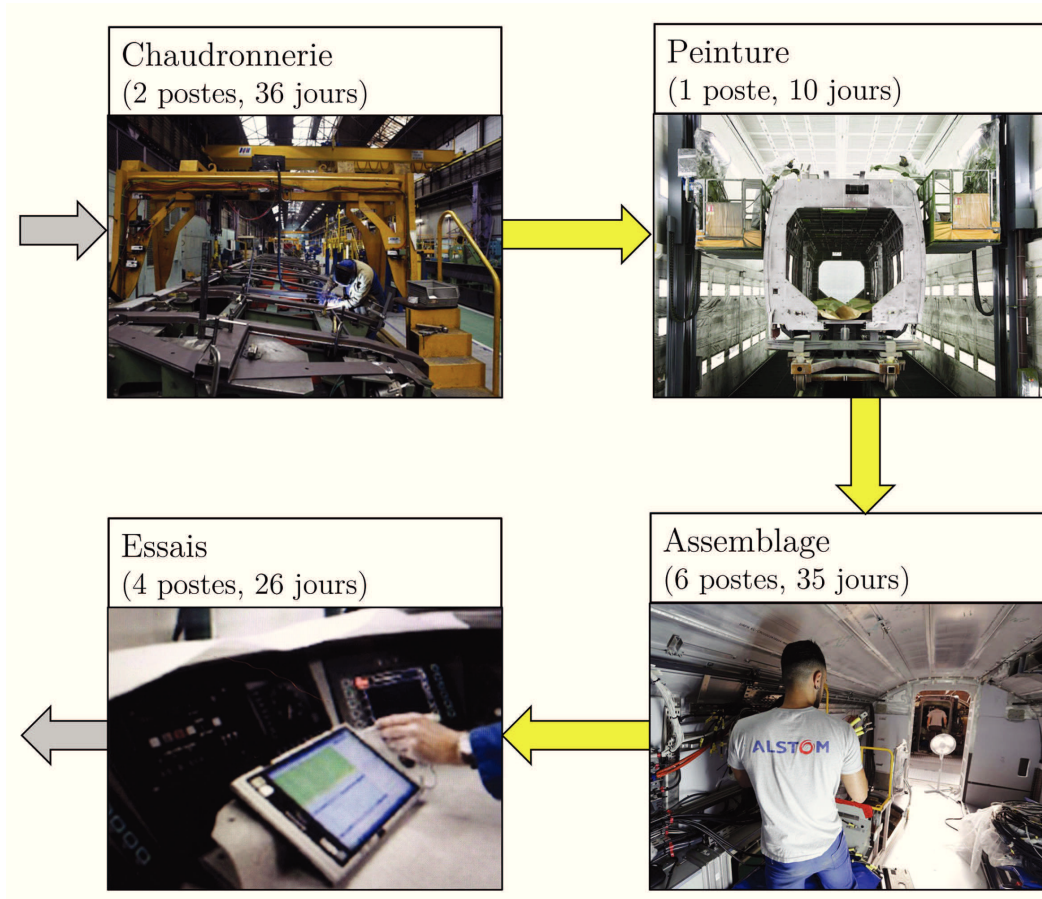 Chaudronnerie
(2 postes, 36 jours)
Peinture
(1 poste, 10 jours)
Essais
(4 postes, 26 jours)
Assemblage
(6 postes, 35 jours)
ALSTOM